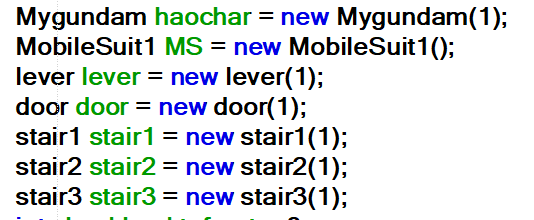 Mygundam haochar = new Mygundam(1);
MobileSuit1 MS = new MobileSuit1();
lever lever = new lever(1);
door door = new door(1);
stair1 stair1 = new stair1(1);
stair2 stair2 = new stair2(1);
stair3 stair3 = new stair3(1);